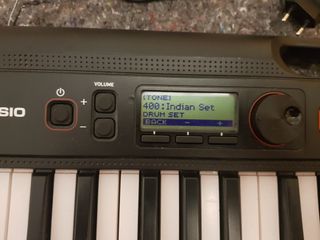 VOLUME
[TONE]
400:Indian Set
DRUM SET
BACK - +
SIO
+
-